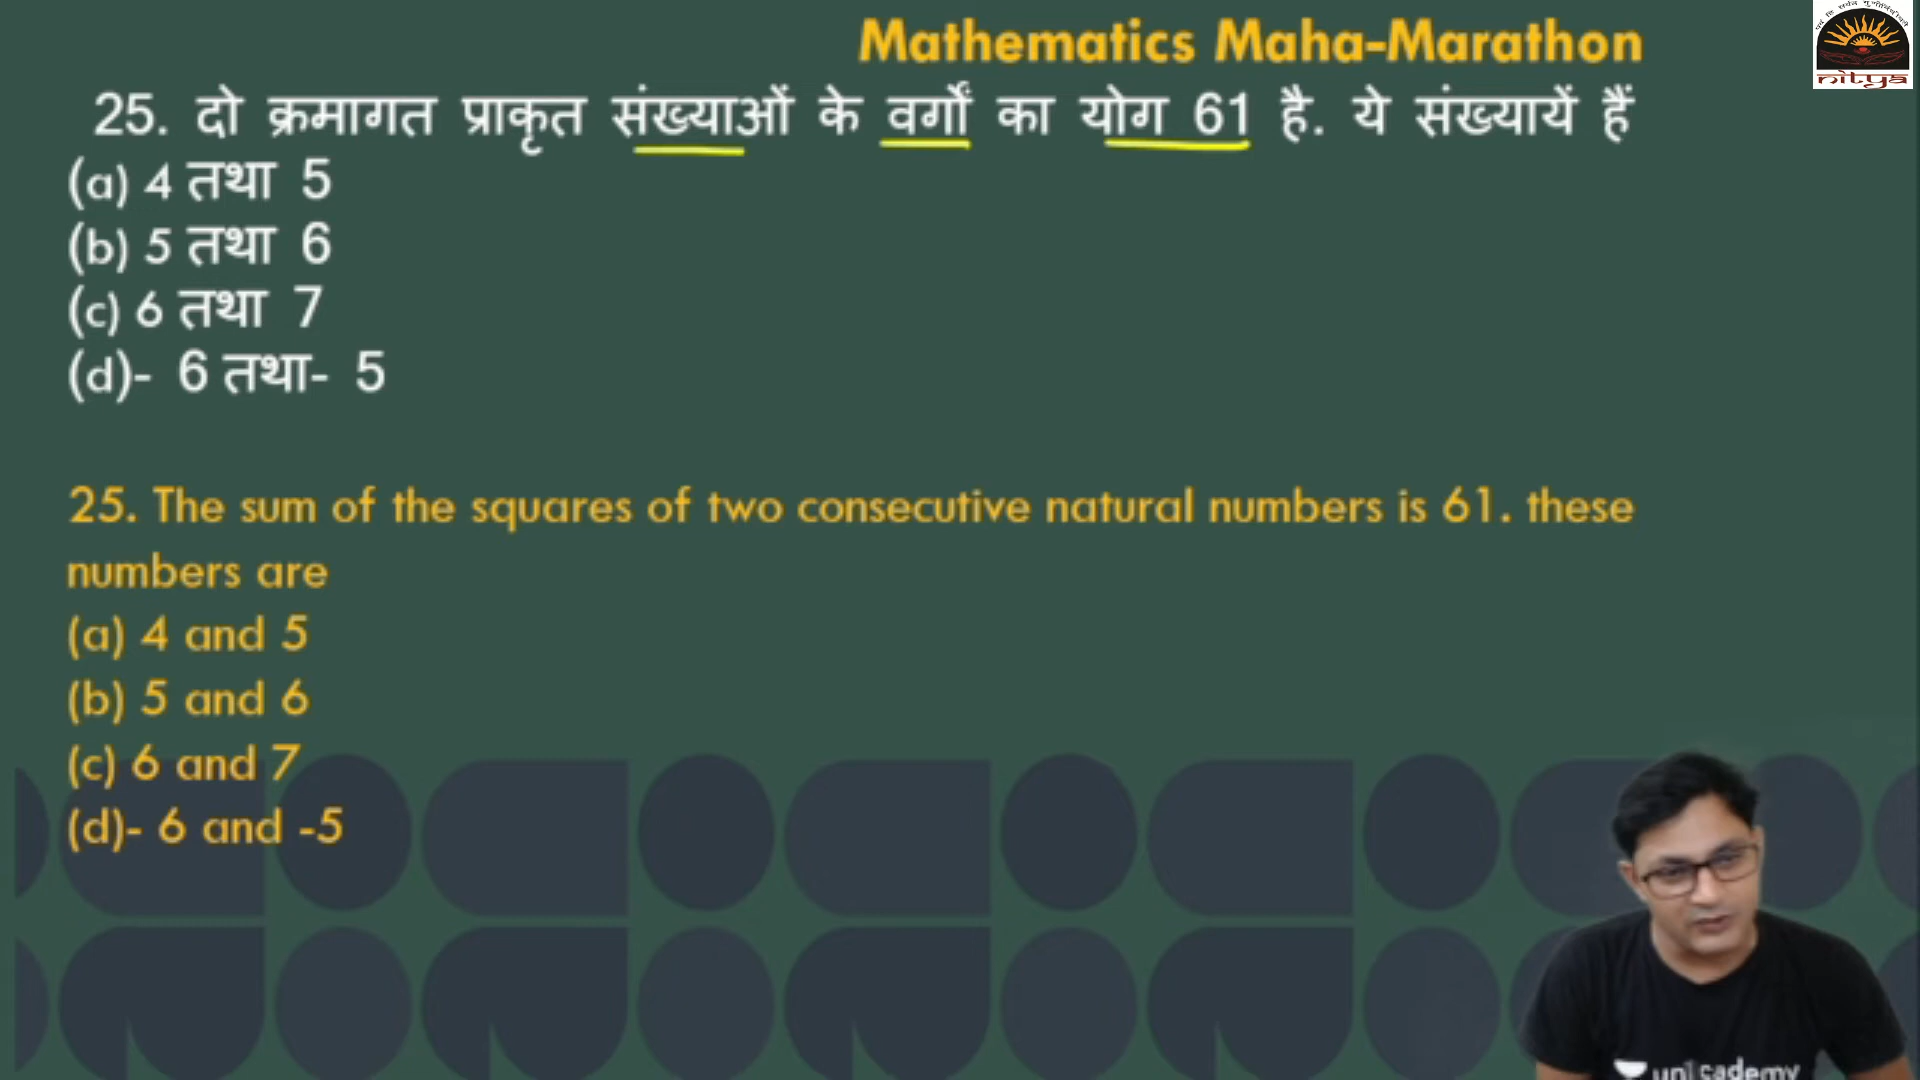 Mathematics Maha-Marathon
nitya
25. दो क्रमागत प्राकृत संख्याओं के वर्गों का योग 61 है. ये संख्यायें हैं
(a) 4 तथा 5
(b) 5 तथा 6
(c) 6 तथा 7
(d)- 6 तथा- 5
25. The sum of the squares of two consecutive natural numbers is 61. these
numbers are
(a) 4 and 5
(b) 5 and 6
(c) 6 and 7
(d)- 6 and -5
unacademy